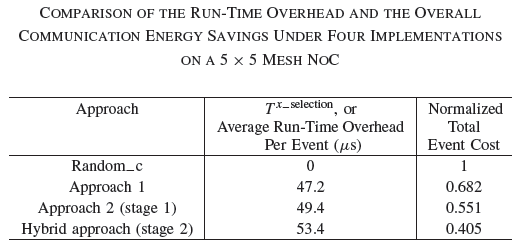 COMPARISON OF THE RUN-TIME OVERHEAD AND THE OVERALL
COMMUNICATION ENERGY SAVINGS UNDER FOUR IMPLEMENTATIONS
ON A 5 × 5 MESH NOC
Approach T^x_selection, or Normalized
Average Run-Time Overhead Total
Per Event (μs) Event Cost
Random_c 0 1
Approach 1 47.2 0.682
Approach 2 (stage 1) 49.4 0.551
Hybrid approach (stage 2) 53.4 0.405